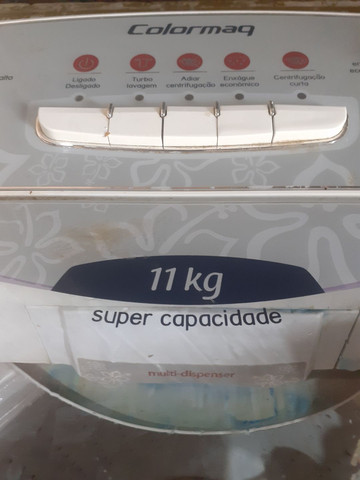 Colormaq
Ligado Desligado
Turbo lavagem
Adiar centrifugação
Enxágue econômico
Centrifugação curta
11 kg
super capacidade
multi-dispenser